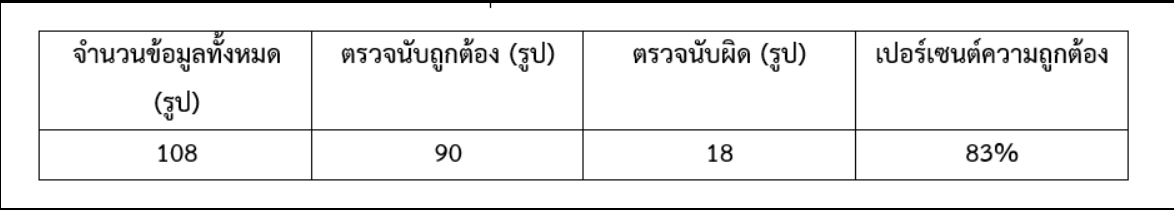 จำนวนข้อมูลทั้งหมด ตรวจนับถูกต้อง (รูป) ตรวจนับผิด (รูป) เปอร์เซนต์ความถูกต้อง
(รูป)
108 90 18 83%